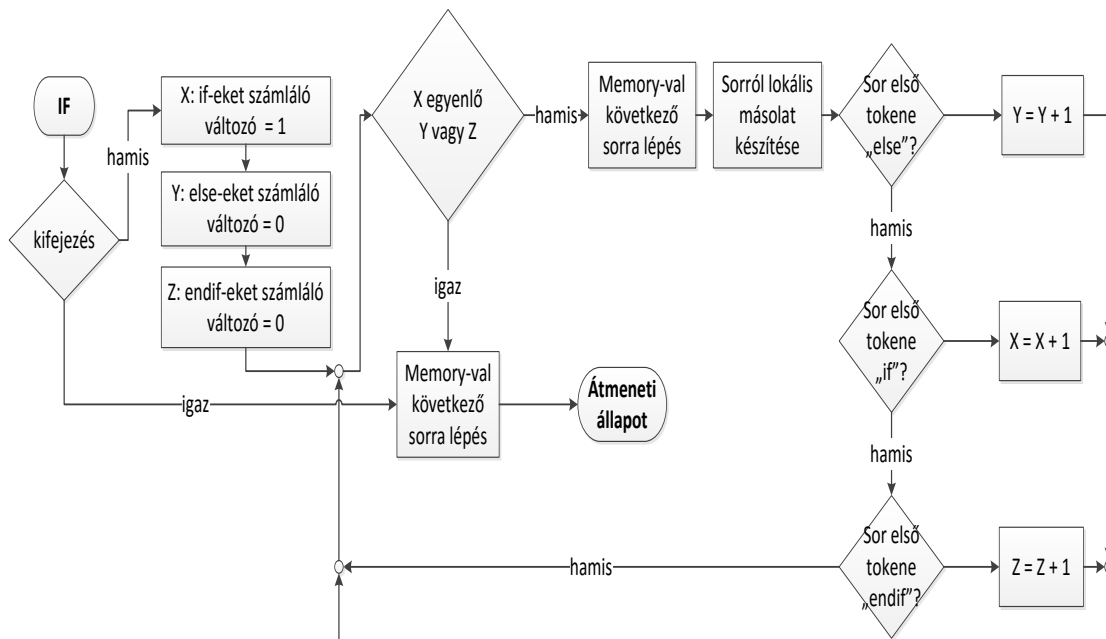 IF
kifejezés
hamis
igaz
X: if-eket számláló
változó = 1
Y: else-eket számláló
változó = 0
Z: endif-eket számláló
változó = 0
X egyenlő
Y vagy Z
hamis
igaz
Memory-val
következő
sorra lépés
Átmeneti
állapot
Memory-val
következő
sorra lépés
Sorról lokális
másolat
készítése
Sor első
tokene
„else”?
Y = Y + 1
hamis
Sor első
tokene
„if”?
X = X + 1
hamis
Sor első
tokene
„endif”?
Z = Z + 1
hamis